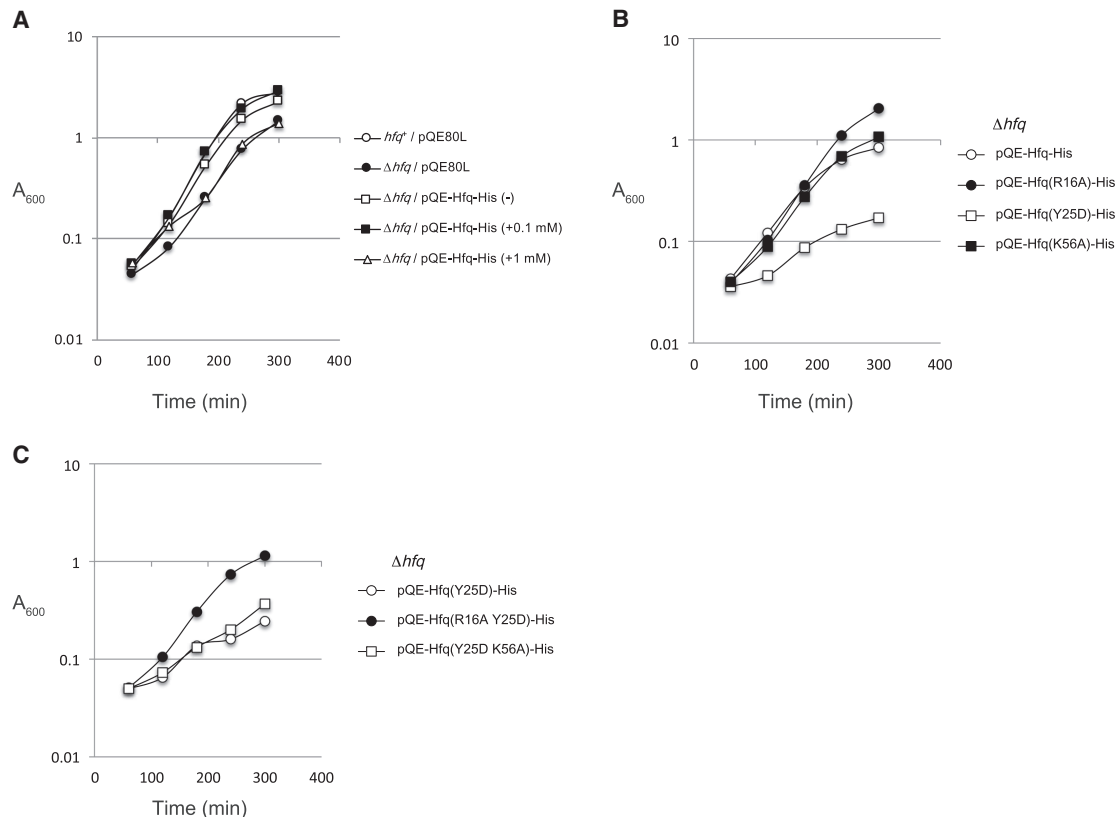 A
10
1
A600
0.1
0.01
0 100 200 300 400
Time (min)
hfq+ / pQE80L
Δhfq / pQE80L
Δhfq / pQE-Hfq-His (-)
Δhfq / pQE-Hfq-His (+0.1 mM)
Δhfq / pQE-Hfq-His (+1 mM)
B
10
1
A600
0.1
0.01
0 100 200 300 400
Time (min)
Δhfq
pQE-Hfq-His
pQE-Hfq(R16A)-His
pQE-Hfq(Y25D)-His
pQE-Hfq(K56A)-His
C
10
1
A600
0.1
0.01
0 100 200 300 400
Time (min)
Δhfq
pQE-Hfq(Y25D)-His
pQE-Hfq(R16A Y25D)-His
pQE-Hfq(Y25D K56A)-His